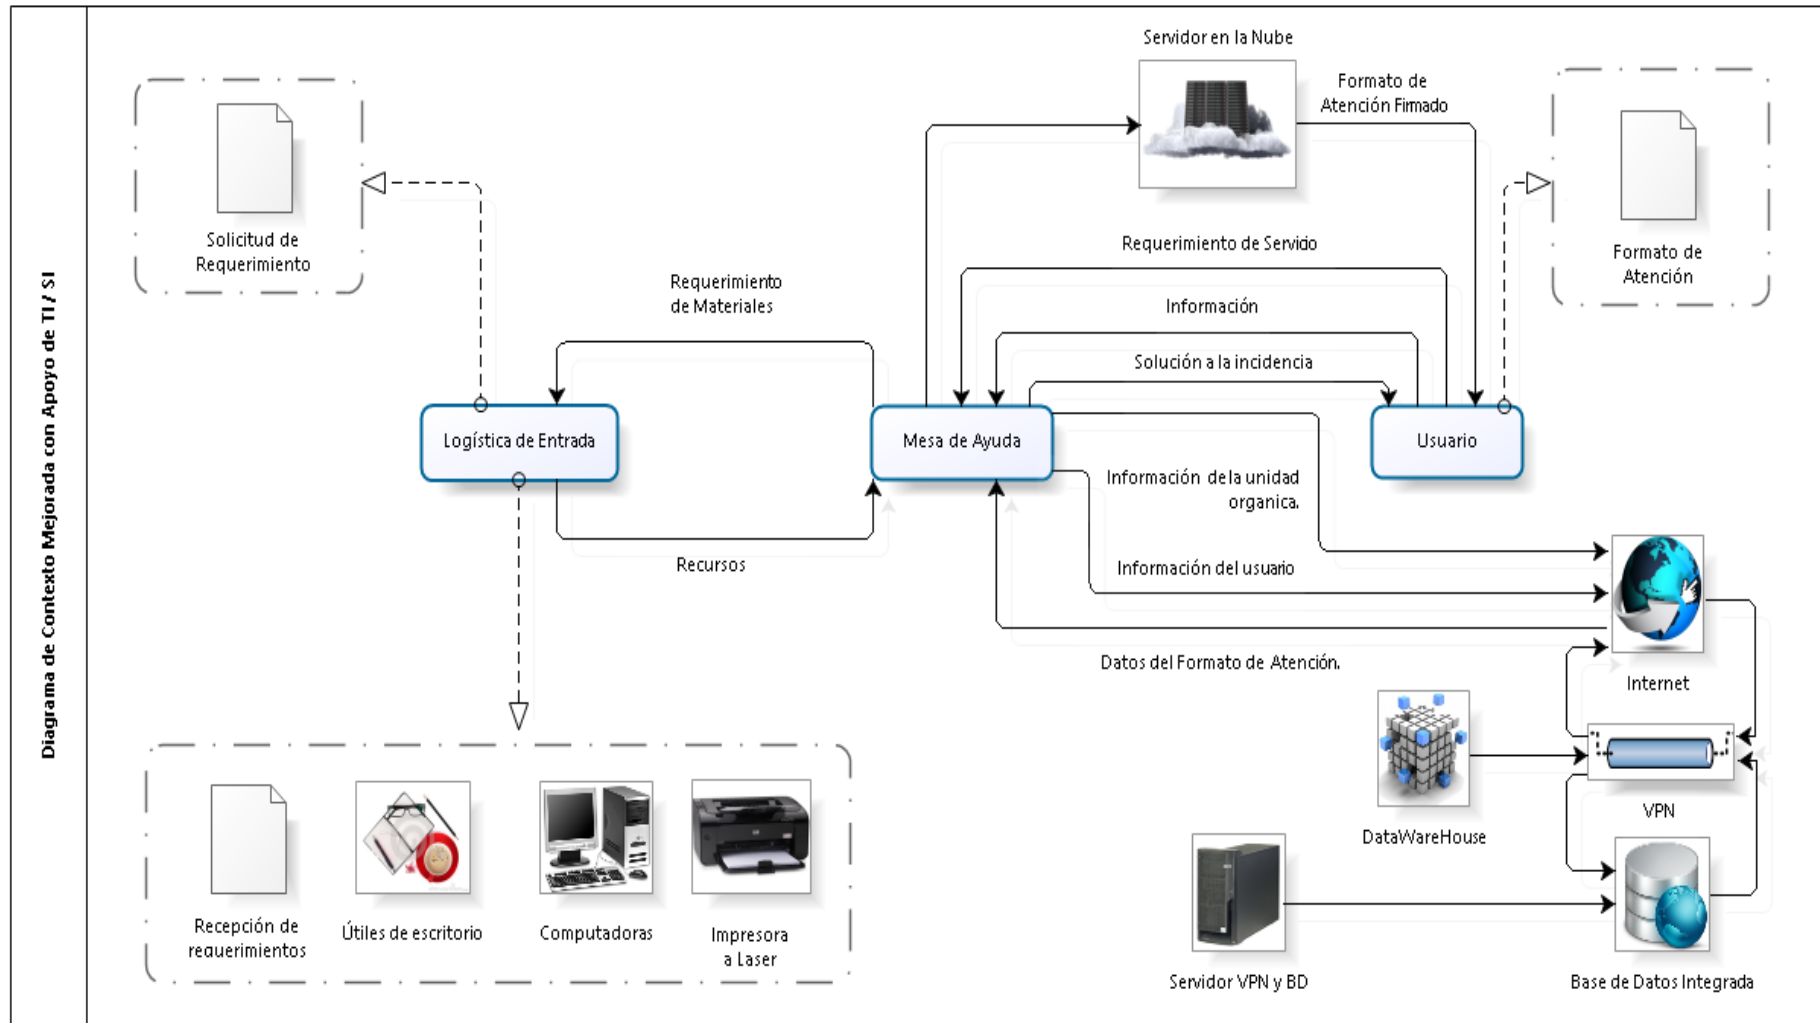 Diagrama de Contexto Mejorada con Apoyo de TI / SI
Servidor en la Nube
Formato de
Atención Firmado
Solicitud de
Requerimiento
Formato de
Atención
Requerimiento de Servicio
Requerimiento
de Materiales
Información
Solución a la incidencia
Logística de Entrada
Mesa de Ayuda
Usuario
Información de la unidad
organica.
Recursos
Información del usuario
Datos del Formato de Atención.
Internet
VPN
DataWareHouse
Recepción de
requerimientos
Útiles de escritorio
Computadoras
Impresora
a Laser
Servidor VPN y BD
Base de Datos Integrada